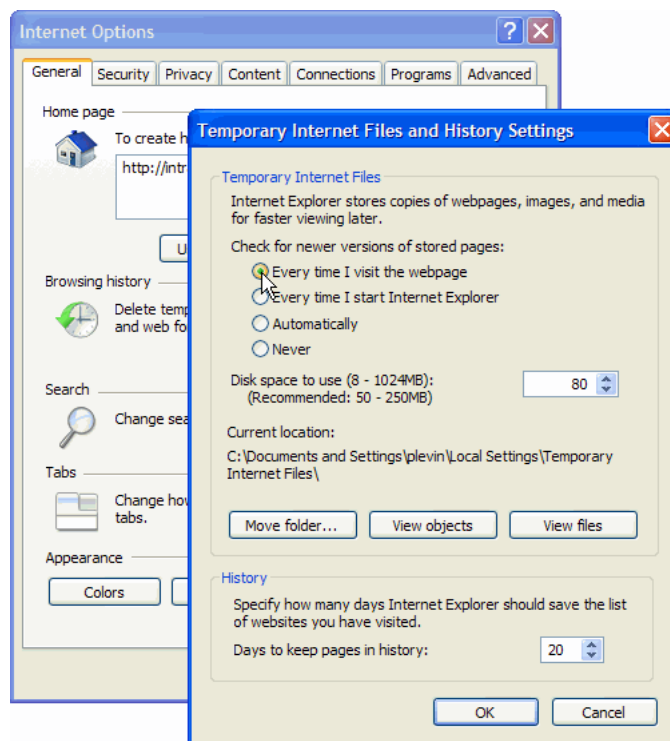 Internet Options
General Security Privacy Content Connections Programs Advanced
Home page
To create h
http://intr
U
Browsing history
Delete temp
and web fo
Search
Change sea
Tabs
Change how
tabs.
Appearance
Colors
Temporary Internet Files and History Settings
Temporary Internet Files
Internet Explorer stores copies of webpages, images, and media
for faster viewing later.
Check for newer versions of stored pages:
Every time I visit the webpage
Every time I start Internet Explorer
Automatically
Never
Disk space to use (8 - 1024MB): 80
(Recommended: 50 - 250MB)
Current location:
C:\Documents and Settings\plevin\Local Settings\Temporary
Internet Files\
Move folder... View objects View files
History
Specify how many days Internet Explorer should save the list
of websites you have visited.
Days to keep pages in history: 20
OK Cancel